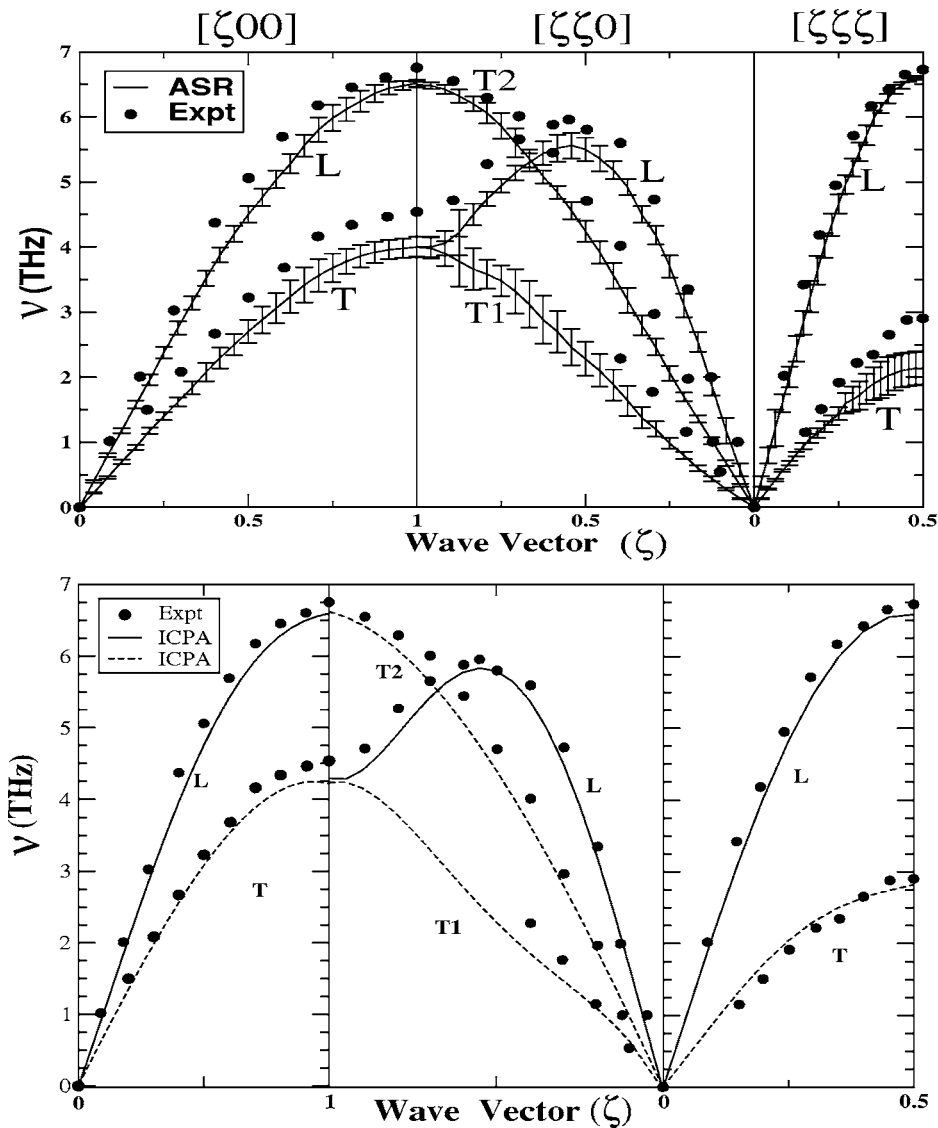 [ζ00] [ζζ0] [ζζζ]
7
6
5
4
3
2
1
0
ν (THz)
ASR
Expt
T2
L
L
L
T
T1
T
0 0.5 1 0.5 0 0.5
Wave Vector (ζ)
7
6
5
4
3
2
1
0
ν (THz)
Expt
ICPA
ICPA
T2
L
L
L
T
T1
T
0 1 0 0.5
Wave Vector (ζ)